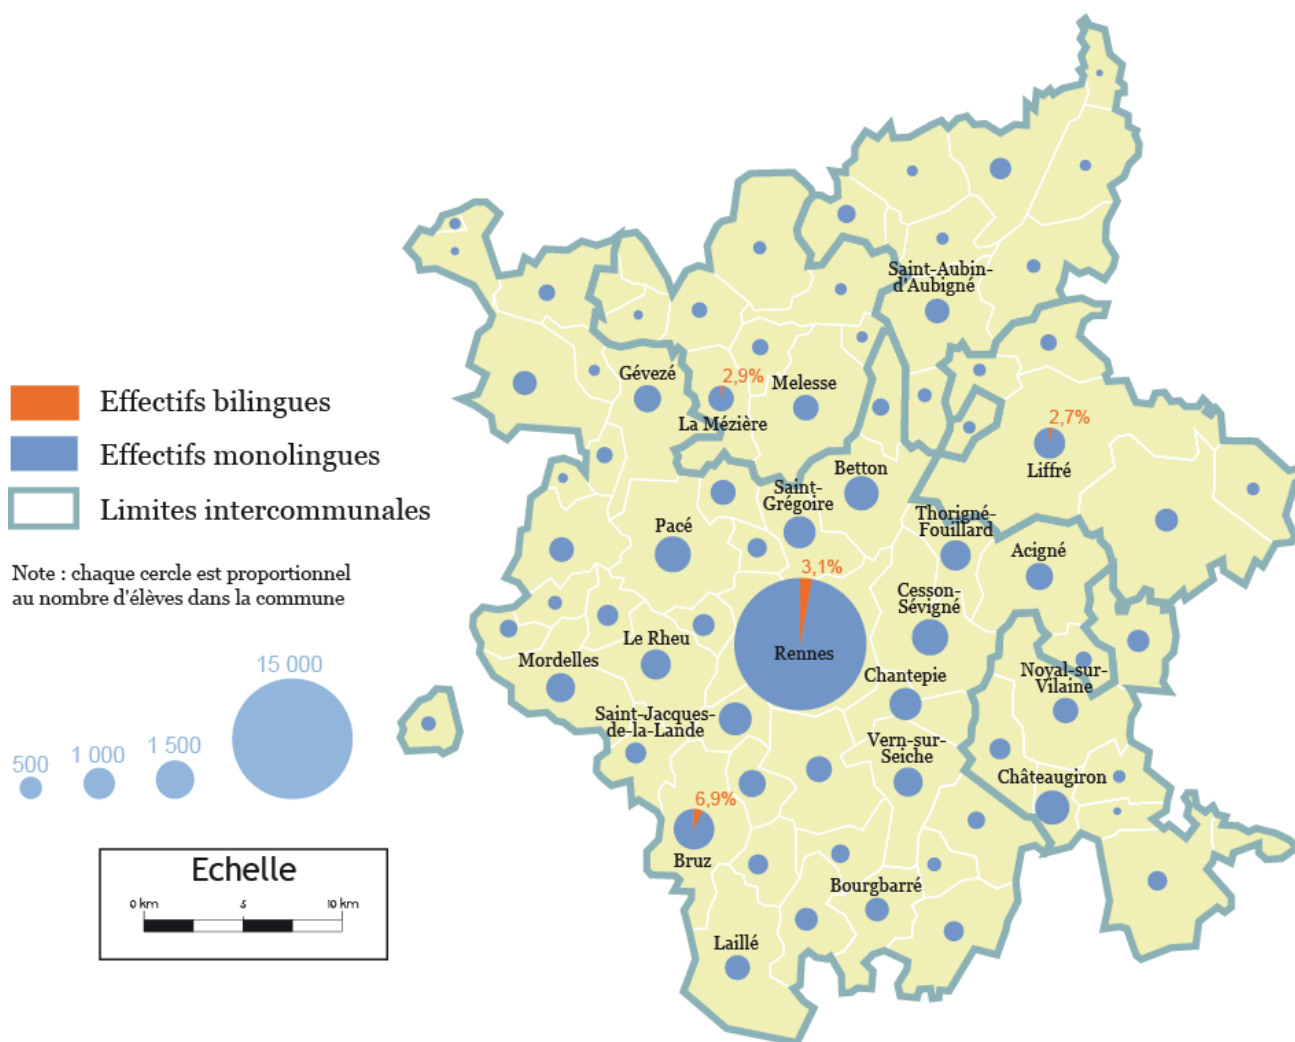 Saint-Aubin-
d'Aubigné
Gévezé
2,9%
La Mézière
Melesse
2,7%
Liffré
Betton
Saint-
Grégoire
Thorigné-
Fouillard
Pacé
Acigné
3,1%
Rennes
Cesson-
Sévigné
Le Rheu
Mordelles
Chantepie
Noyal-sur-
Vilaine
Saint-Jacques-
de-la-Lande
Vern-sur-
Seiche
Châteaugiron
6,9%
Bruz
Bourgbarré
Laillé
Effectifs bilingues
Effectifs monolingues
Limites intercommunales
Note : chaque cercle est proportionnel
au nombre d'élèves dans la commune
500
1 000
1 500
15 000
Echelle
0 km 5 10 km